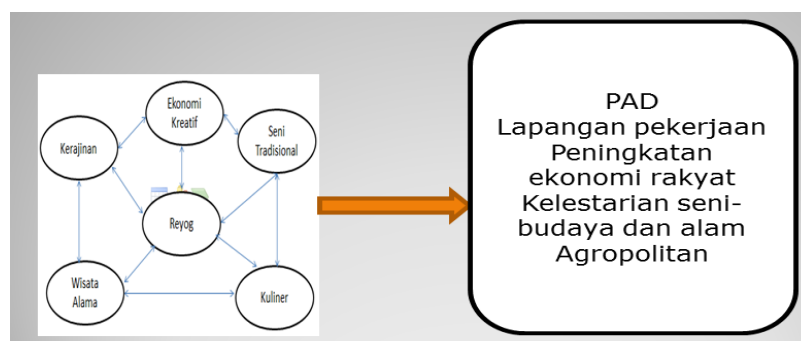 Ekonomi
Kreatif
Kerajinan
Seni
Tradisional
Reyog
Wisata
Alama
Kuliner
PAD
Lapangan pekerjaan
Peningkatan
ekonomi rakyat
Kelestarian seni-
budaya dan alam
Agropolitan